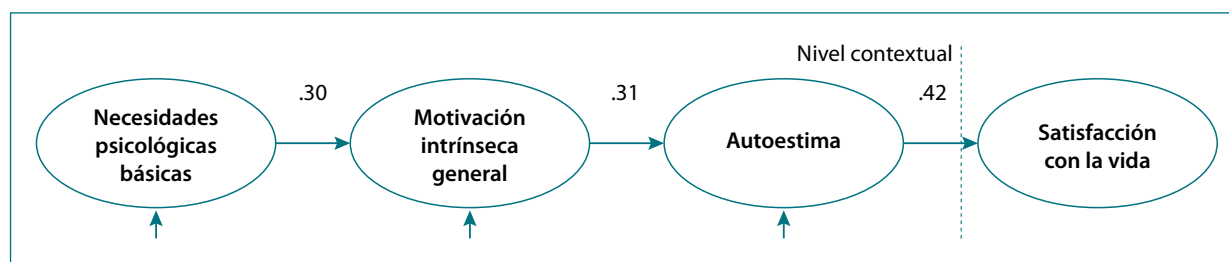 Nivel contextual
.30
.31
.42
Necesidades
psicológicas
básicas
Motivación
intrínseca
general
Autoestima
Satisfacción
con la vida